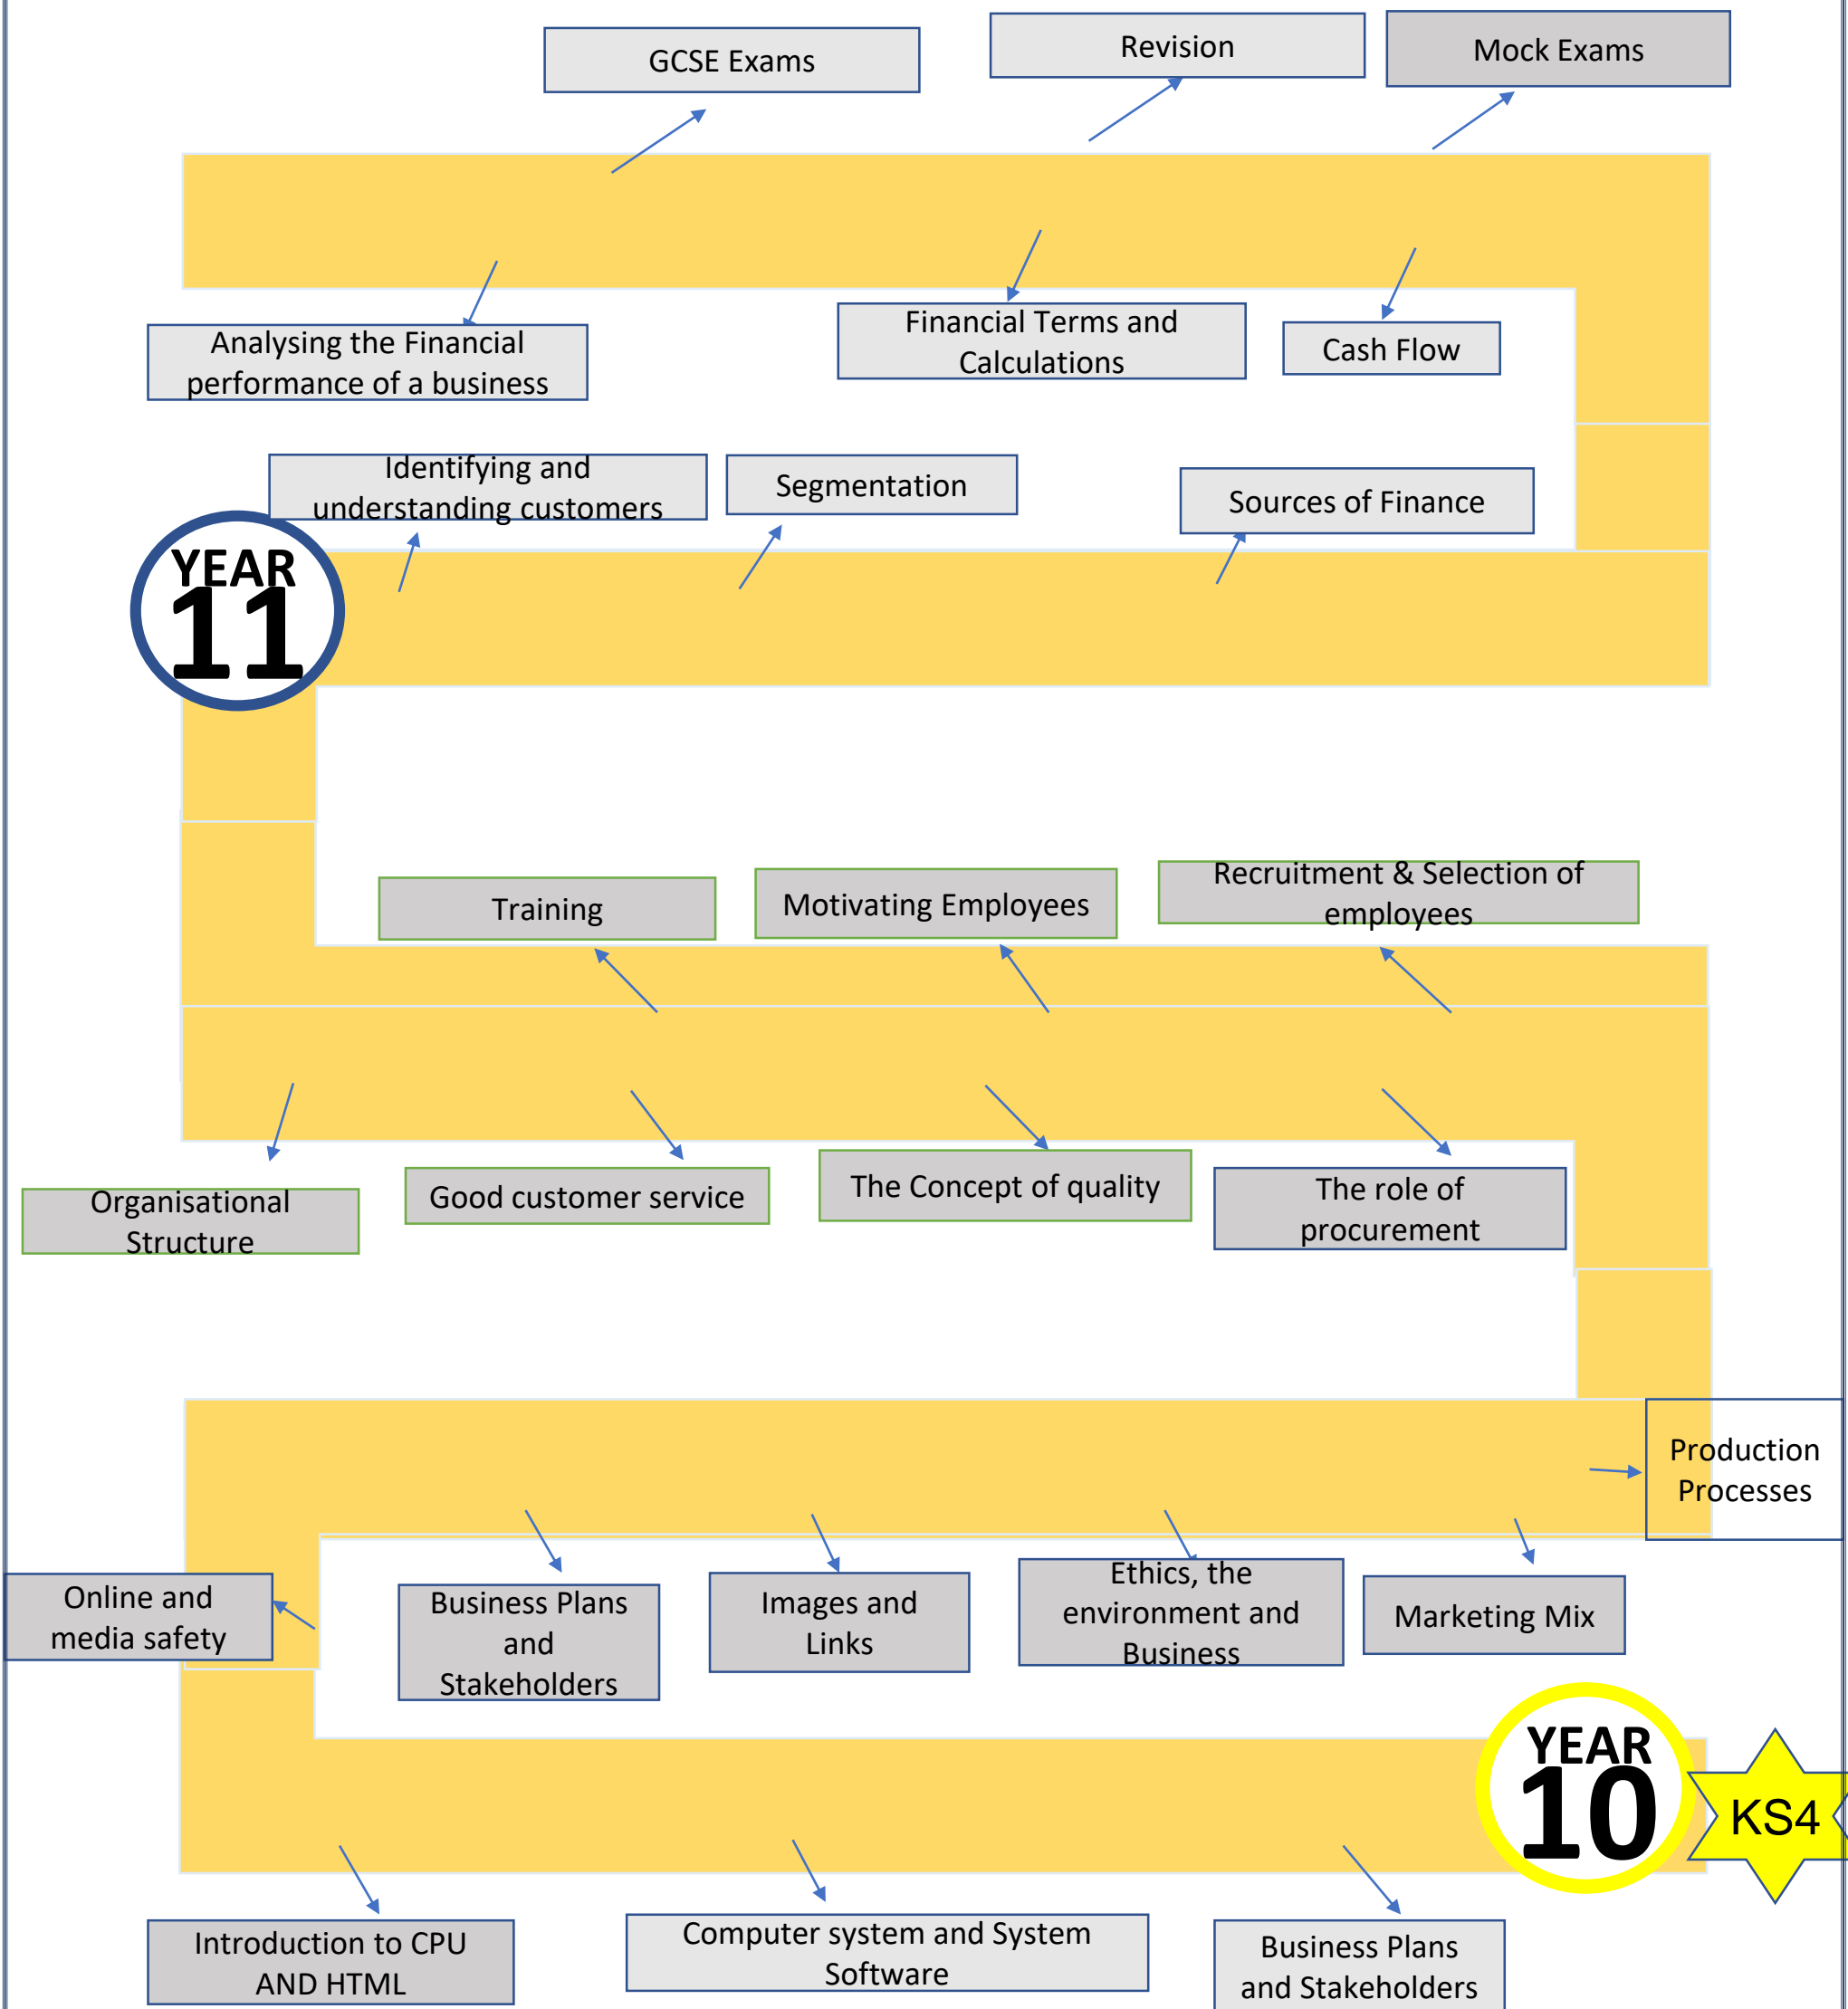 GCSE Exams
Revision
Mock Exams
Analysing the Financial
performance of a business
Financial Terms and
Calculations
Cash Flow
Identifying and
understanding customers
Segmentation
Sources of Finance
YEAR
11
Training
Motivating Employees
Recruitment & Selection of
employees
Organisational
Structure
Good customer service
The Concept of quality
The role of
procurement
Production
Processes
Online and
media safety
Business Plans
and
Stakeholders
Images and
Links
Ethics, the
environment and
Business
Marketing Mix
YEAR
10
KS4
Introduction to CPU
AND HTML
Computer system and System
Software
Business Plans
and Stakeholders